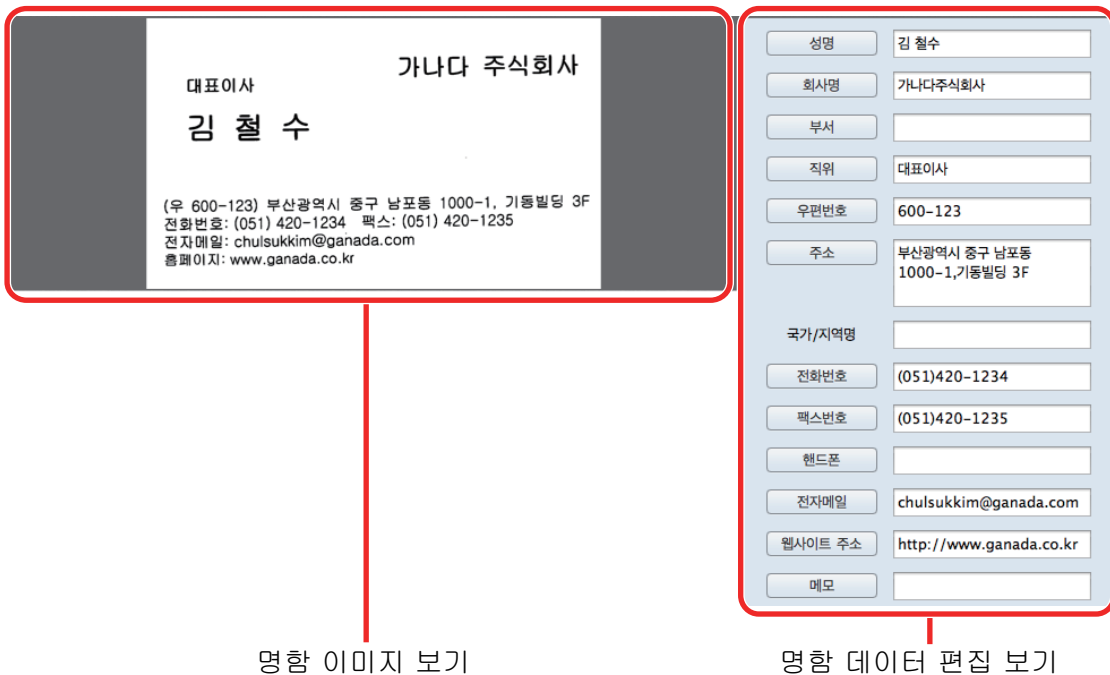 가나다 주식회사
대표이사
김 철 수
(우 600-123) 부산광역시 중구 남포동 1000-1, 기동빌딩 3F
전화번호: (051) 420-1234 팩스: (051) 420-1235
전자메일: chulsukkim@ganada.com
홈페이지: www.ganada.co.kr
성명 김 철수
회사명 가나다주식회사
부서
직위 대표이사
우편번호 600-123
주소 부산광역시 중구 남포동
1000-1,기동빌딩 3F
국가/지역명
전화번호 (051)420-1234
팩스번호 (051)420-1235
핸드폰
전자메일 chulsukkim@ganada.com
웹사이트 주소 http://www.ganada.co.kr
메모
명함 이미지 보기
명함 데이터 편집 보기